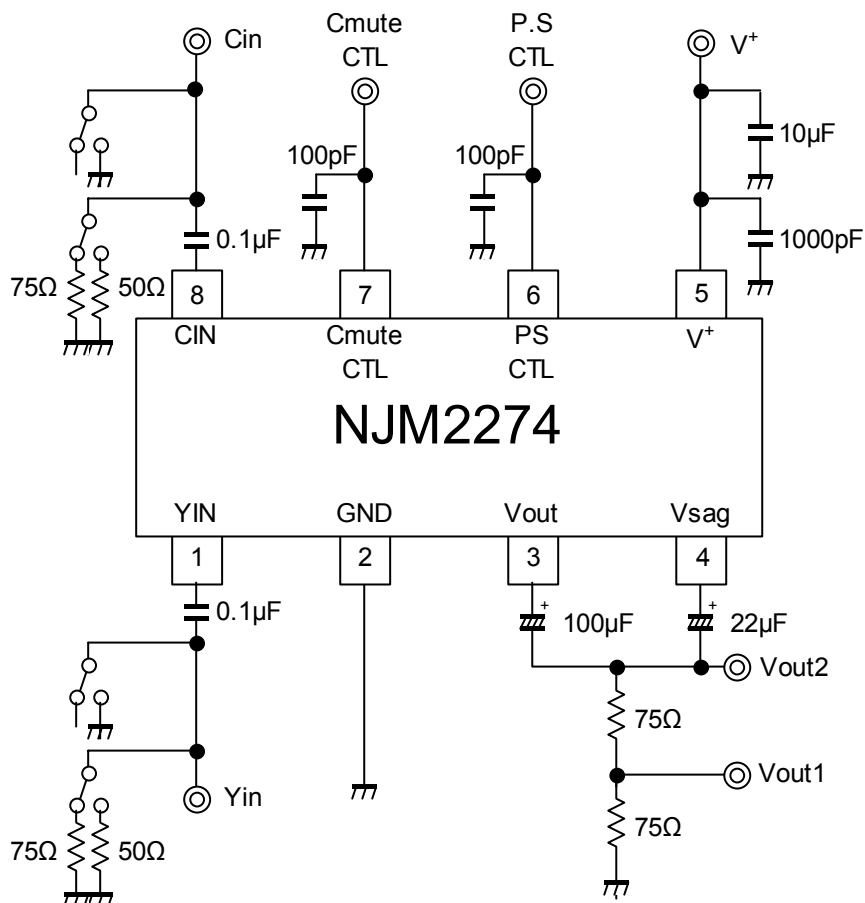 Cin
Cmute
CTL
P.S
CTL
V⁺
100pF
100pF
10µF
0.1µF
1000pF
75Ω
50Ω
8
7
6
5
CIN
Cmute
CTL
PS
CTL
V⁺
NJM2274
YIN
GND
Vout
Vsag
1
2
3
4
0.1µF
+
100µF
+
22µF
Vout2
75Ω
Vout1
Yin
75Ω
75Ω
50Ω